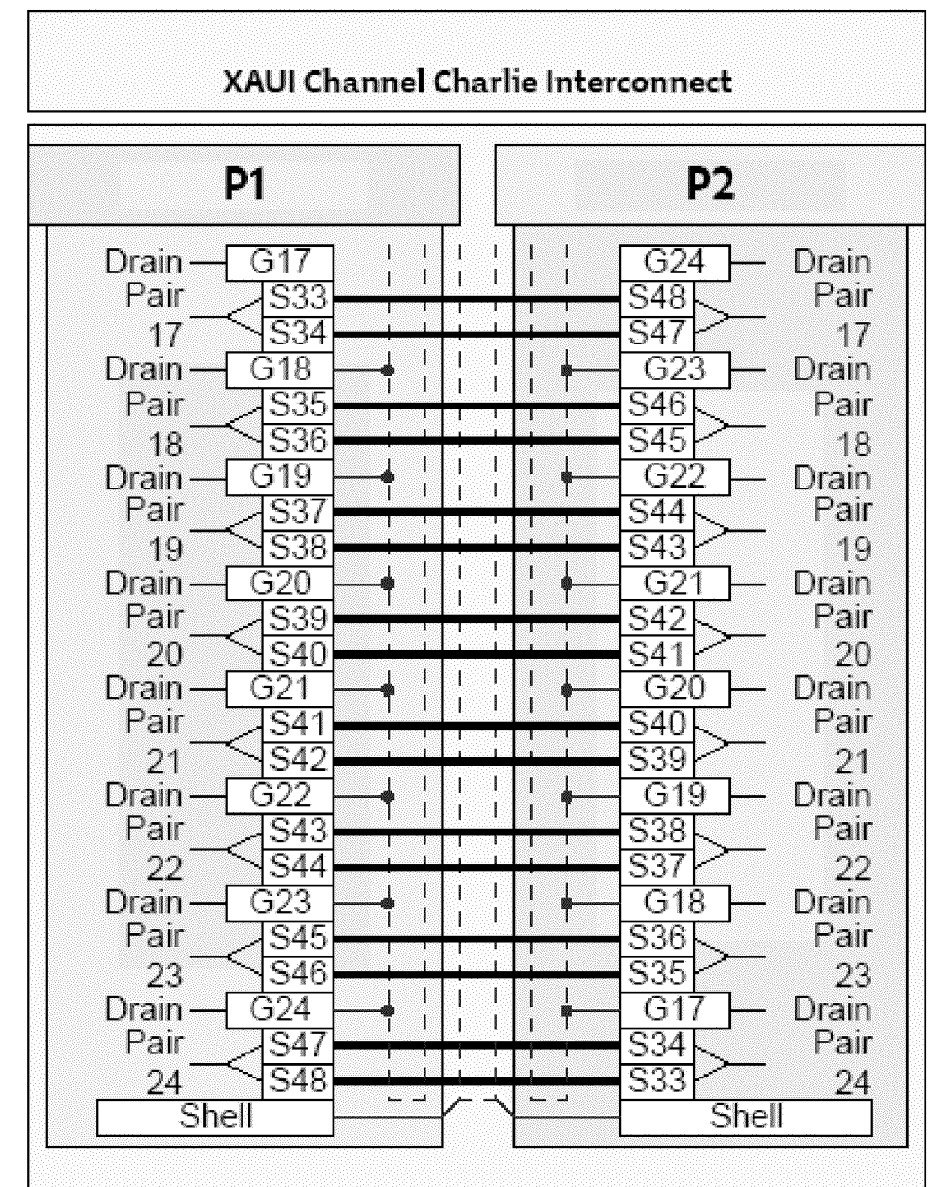 XAUI Channel Charlie Interconnect
P1 P2
Drain G17 G24 Drain
Pair S33 S48 Pair
17 S34 S47 17
Drain G18 G23 Drain
Pair S35 S46 Pair
18 S36 S45 18
Drain G19 G22 Drain
Pair S37 S44 Pair
19 S38 S43 19
Drain G20 G21 Drain
Pair S39 S42 Pair
20 S40 S41 20
Drain G21 G20 Drain
Pair S41 S40 Pair
21 S42 S39 21
Drain G22 G19 Drain
Pair S43 S38 Pair
22 S44 S37 22
Drain G23 G18 Drain
Pair S45 S36 Pair
23 S46 S35 23
Drain G24 G17 Drain
Pair S47 S34 Pair
24 S48 S33 24
Shell Shell